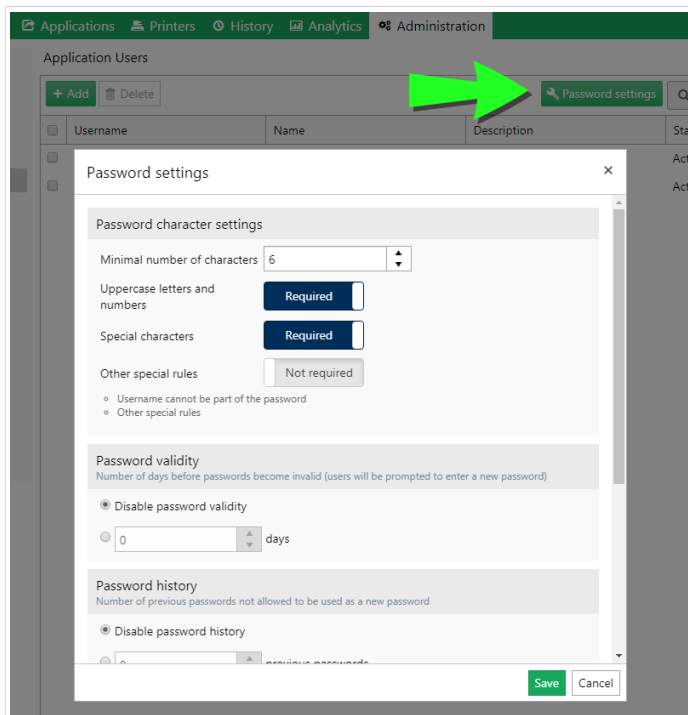 Applications Printers History Analytics Administration
Application Users
+ Add Delete Password settings
Username Name Description Sta
Act
Act
Password settings ×
Password character settings
Minimal number of characters 6
Uppercase letters and
numbers
Required
Special characters Required
Other special rules Not required
Username cannot be part of the password
Other special rules
Password validity
Number of days before passwords become invalid (users will be prompted to enter a new password)
Disable password validity
0 days
Password history
Number of previous passwords not allowed to be used as a new password
Disable password history
0 previous passwords
Save Cancel